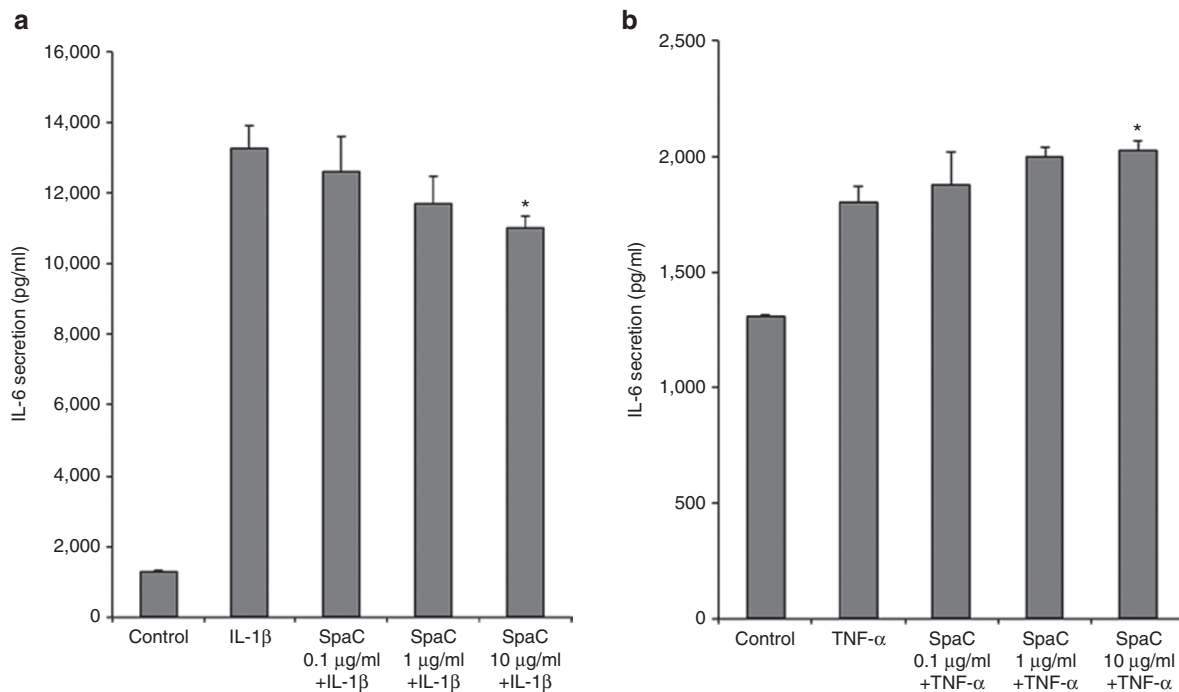 a
16,000
14,000
12,000
10,000
8,000
6,000
4,000
2,000
0
IL-6 secretion (pg/ml)
*
Control
IL-1β
SpaC
0.1 μg/ml
+IL-1β
SpaC
1 μg/ml
+IL-1β
SpaC
10 μg/ml
+IL-1β
b
2,500
2,000
1,500
1,000
500
0
IL-6 secretion (pg/ml)
*
Control
TNF-α
SpaC
0.1 μg/ml
+TNF-α
SpaC
1 μg/ml
+TNF-α
SpaC
10 μg/ml
+TNF-α